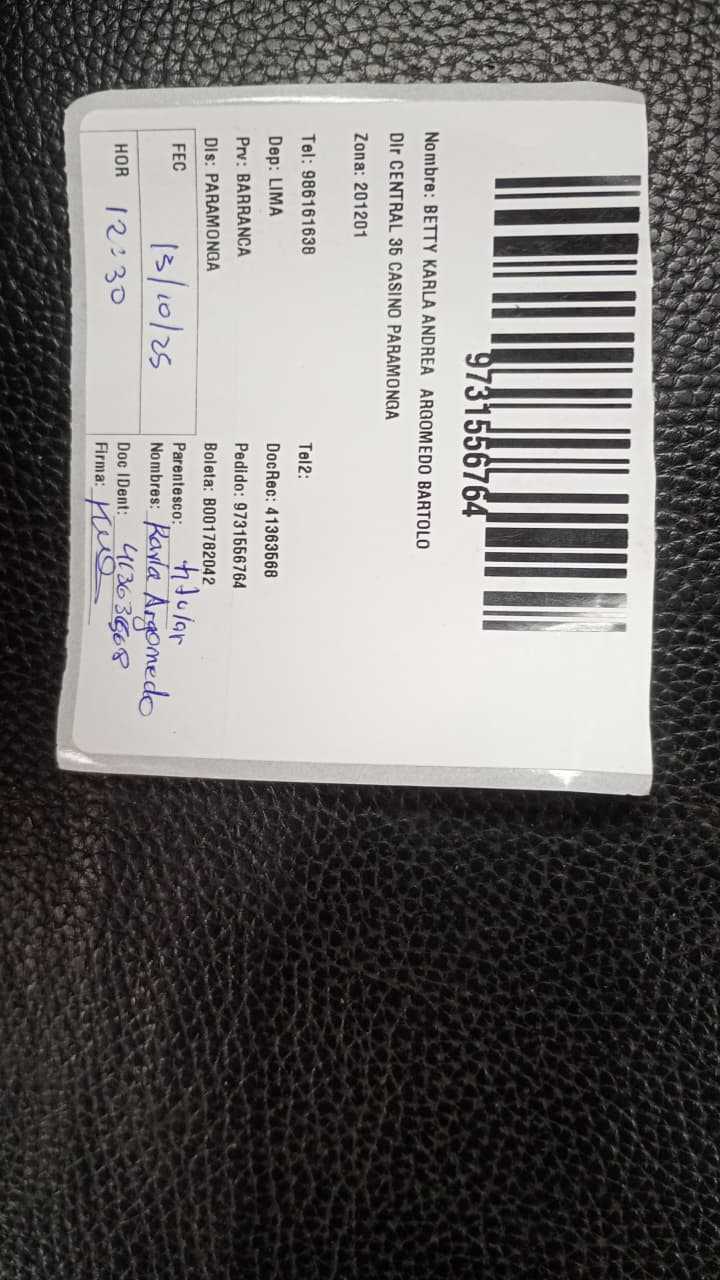 9731556764
Nombre: BETTY KARLA ANDREA ARGOMEDO BARTOLO
Dir CENTRAL 35 CASINO PARAMONGA
Zona: 201201
Tel: 986161638 Tel2:
Dep: LIMA DocRec: 41363568
Prv: BARRANCA Pedido: 9731556764
Dis: PARAMONGA Boleta: B001782042
FEC 13/10/25
HOR 12:30
Parentesco: titular
Nombres: Karla Argomedo
Doc IDent: 41363568
Firma: